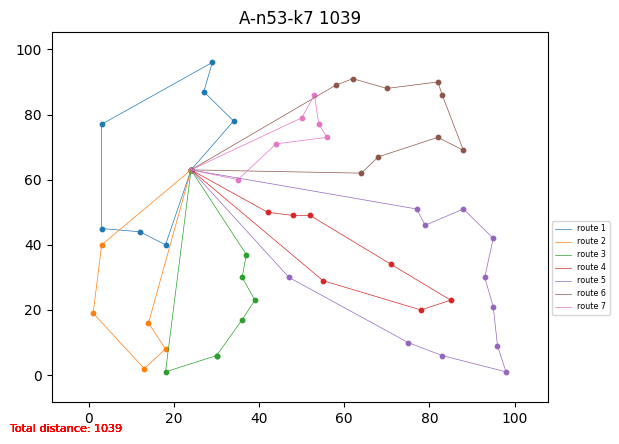 A-n53-k7 1039
100
80
60
40
20
0
0 20 40 60 80 100
route 1
route 2
route 3
route 4
route 5
route 6
route 7
Total distance: 1039